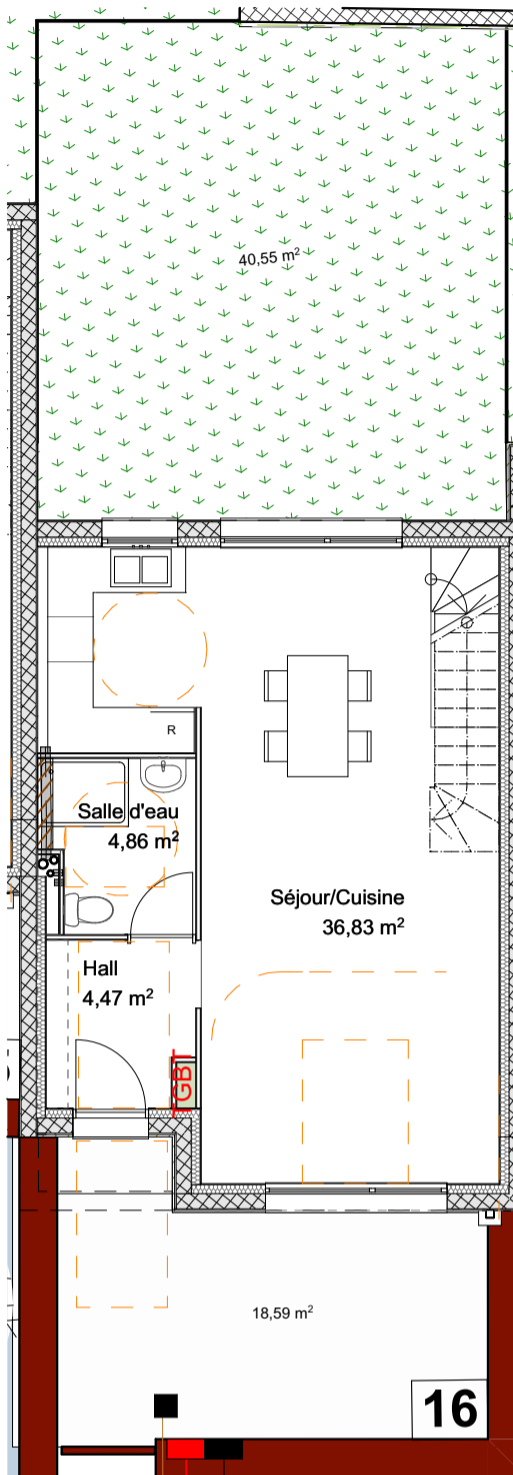 40,55 m²
R
Salle d'eau
4,86 m²
Séjour/Cuisine
36,83 m²
Hall
4,47 m²
TGBT
18,59 m²
16